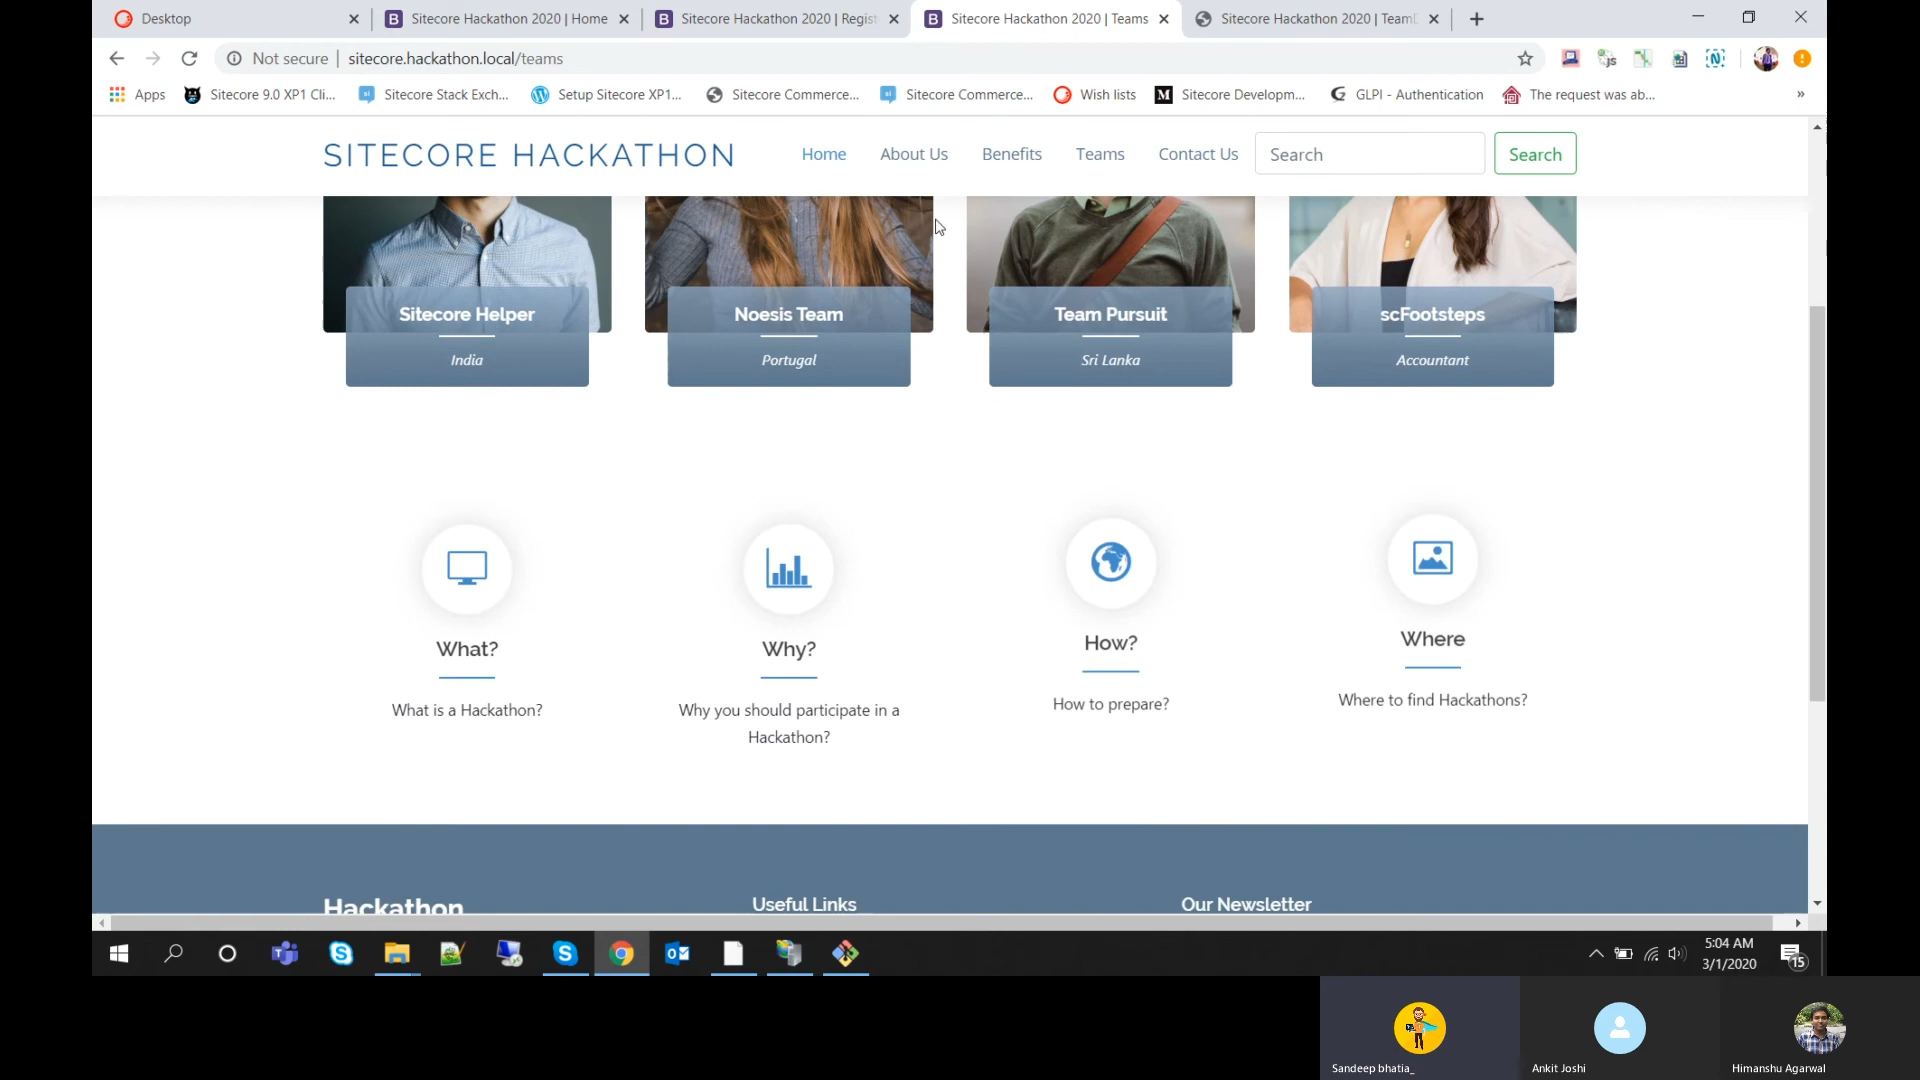 Desktop
Sitecore Hackathon 2020 | Home
Sitecore Hackathon 2020 | Regist
Sitecore Hackathon 2020 | Teams
Sitecore Hackathon 2020 | TeamD
Not secure | sitecore.hackathon.local/teams
Apps
Sitecore 9.0 XP1 Cli...
Sitecore Stack Exch...
Setup Sitecore XP1...
Sitecore Commerce...
Sitecore Commerce...
Wish lists
Sitecore Developm...
GLPI - Authentication
The request was ab...
»
SITECORE HACKATHON
Home
About Us
Benefits
Teams
Contact Us
Search
Search
Sitecore Helper
India
Noesis Team
Portugal
Team Pursuit
Sri Lanka
scFootsteps
Accountant
What?
What is a Hackathon?
Why?
Why you should participate in a
Hackathon?
How?
How to prepare?
Where
Where to find Hackathons?
Hackathon
Useful Links
Our Newsletter
5:04 AM
3/1/2020
15
Sandeep bhatia_
Ankit Joshi
Himanshu Agarwal